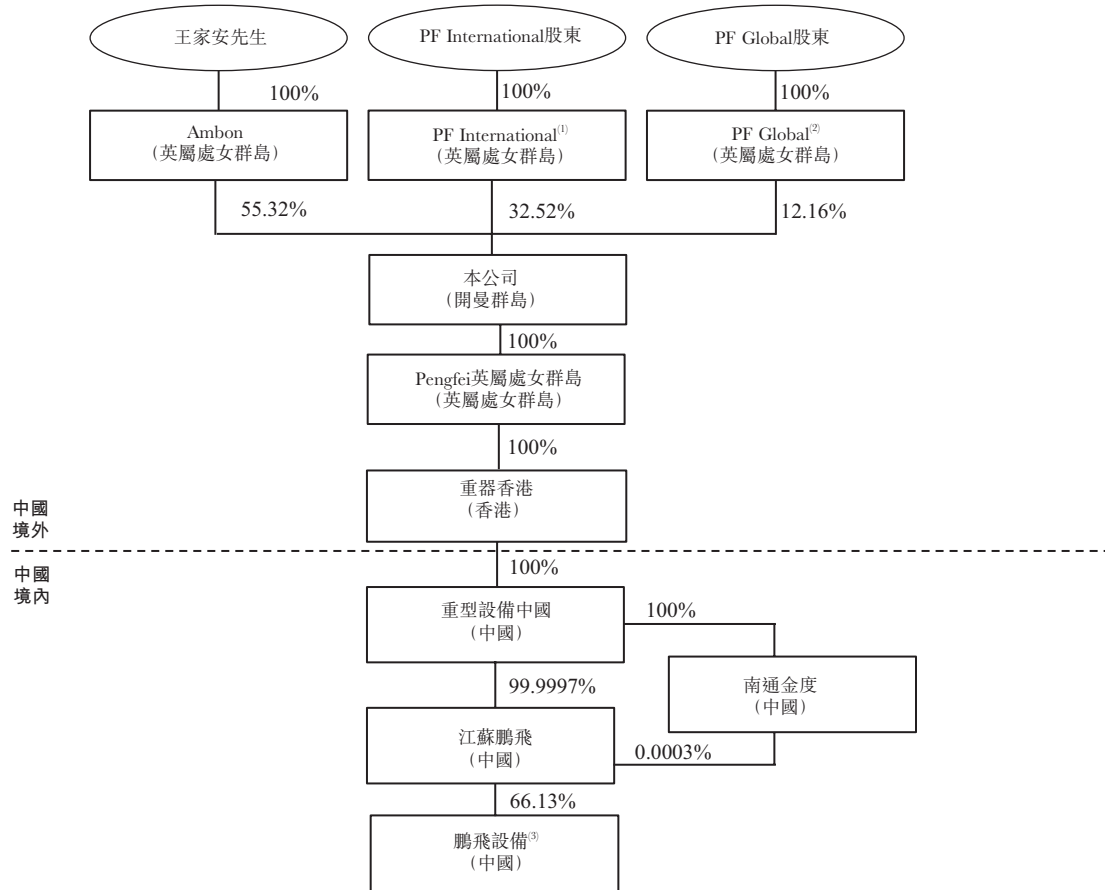 王家安先生
PF International股東
PF Global股東
100%
100%
100%
Ambon
(英屬處女群島)
PF International(1)
(英屬處女群島)
PF Global(2)
(英屬處女群島)
55.32%
32.52%
12.16%
本公司
(開曼群島)
100%
Pengfei英屬處女群島
(英屬處女群島)
100%
重器香港
(香港)
中國
境外
100%
中國
境內
重型設備中國
(中國)
100%
99.9997%
南通金度
(中國)
江蘇鵬飛
(中國)
0.0003%
66.13%
鵬飛設備(3)
(中國)